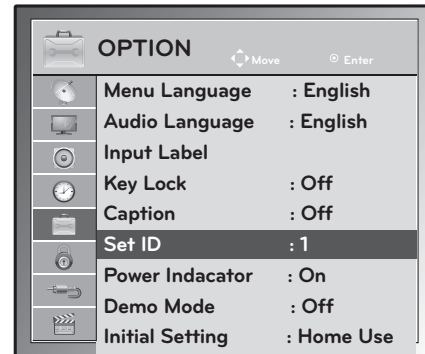 OPTION Move Enter
Menu Language : English
Audio Language : English
Input Label
Key Lock : Off
Caption : Off
Set ID : 1
Power Indacator : On
Demo Mode : Off
Initial Setting : Home Use